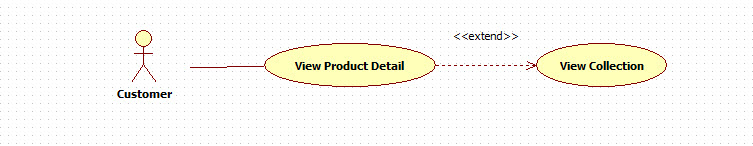 <<extend>>
View Product Detail
View Collection
Customer